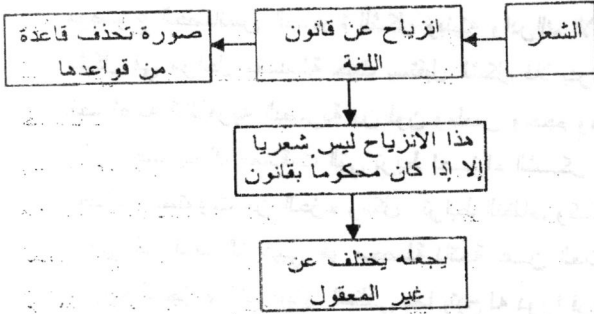 الشعر
انزياح عن قانون
اللغة
صورة تحذف قاعدة
من قواعدها
هذا الانزياح ليس شعريا
إلا إذا كان محكوماً بقانون
يجعله يختلف عن
غير المعقول